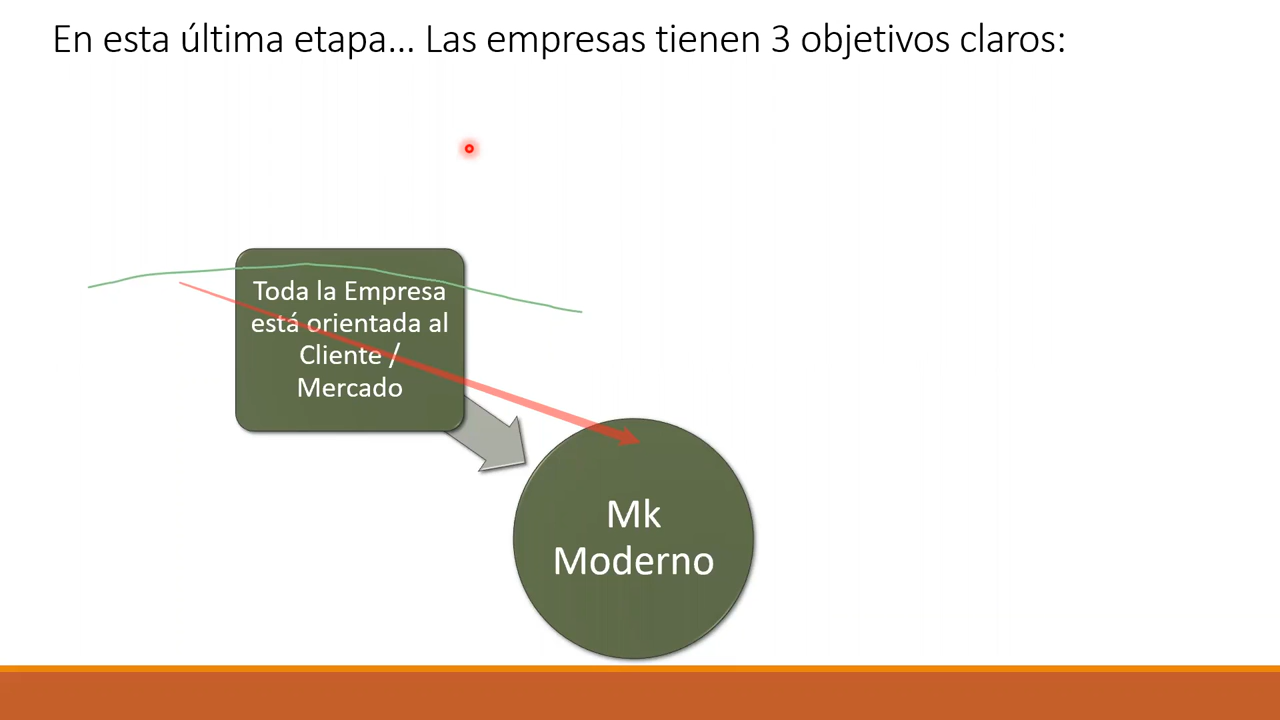 En esta última etapa... Las empresas tienen 3 objetivos claros:
Toda la Empresa
está orientada al
Cliente /
Mercado
Mk
Moderno